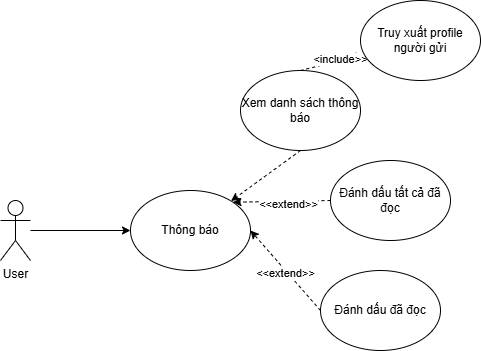 Truy xuất profile
người gửi
<include>>
Xem danh sách thông
báo
Đánh dấu tất cả đã
đọc
<<extend>>
Thông báo
User
<<extend>>
Đánh dấu đã đọc